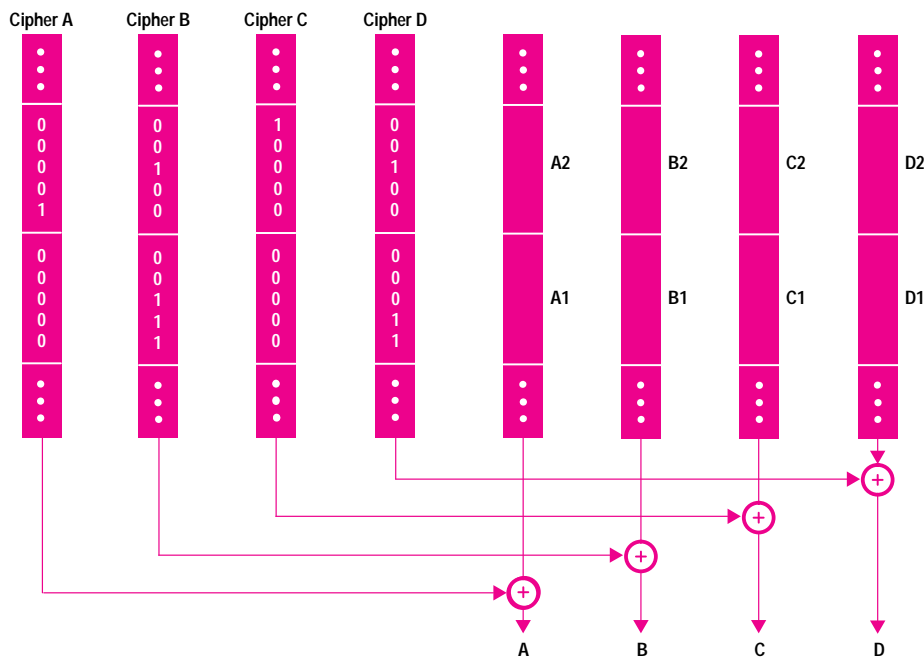 Cipher A Cipher B Cipher C Cipher D
0 0 1 0
0 0 0 0
0 1 0 1
0 0 0 0
1 0 0 0
A2 B2 C2 D2
0 0 0 0
0 0 0 0
0 1 0 0
0 1 0 1
0 1 0 1
A1 B1 C1 D1
+
+
+
+
A B C D